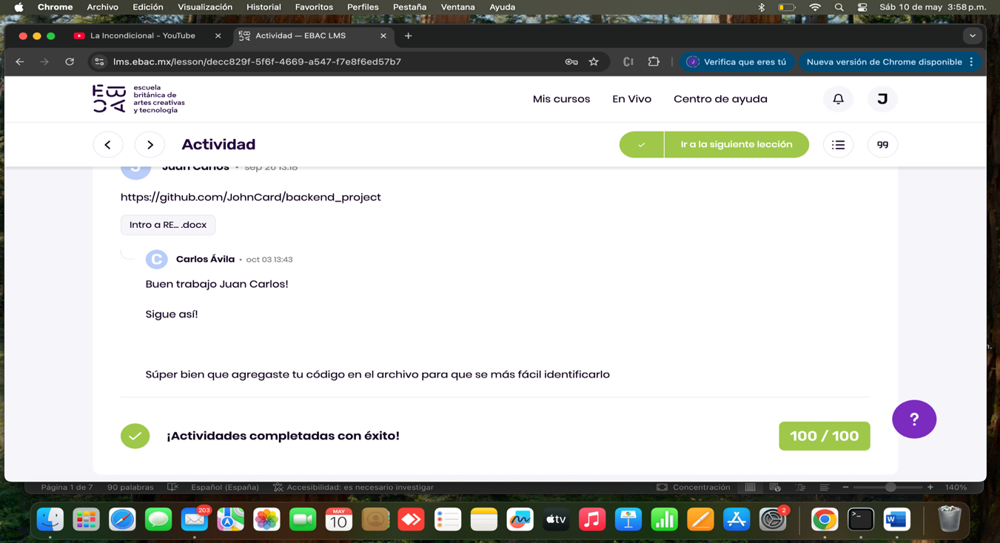 Chrome Archivo Edición Visualización Historial Favoritos Perfiles Pestaña Ventana Ayuda Sáb 10 de may 3:58 p.m.
La Incondicional - YouTube Actividad — EBAC LMS
lms.ebac.mx/lesson/decc829f-5f6f-4669-a547-f7e8f6ed57b7 J Verifica que eres tú Nueva versión de Chrome disponible
EBAC
escuela
británica de
artes creativas
y tecnología
Mis cursos En Vivo Centro de ayuda J
Actividad Ir a la siguiente lección
J Juan Carlos • sep 26 13:18
https://github.com/JohnCard/backend_project
Intro a RE... .docx
C Carlos Ávila • oct 03 13:43
Buen trabajo Juan Carlos!
Sigue así!
Súper bien que agregaste tu código en el archivo para que se más fácil identificarlo
¡Actividades completadas con éxito! 100 / 100
?
Página 1 de 7 90 palabras Español (España) Accesibilidad: es necesario investigar Concentración 140%
203 MAY 10 tv 2 W